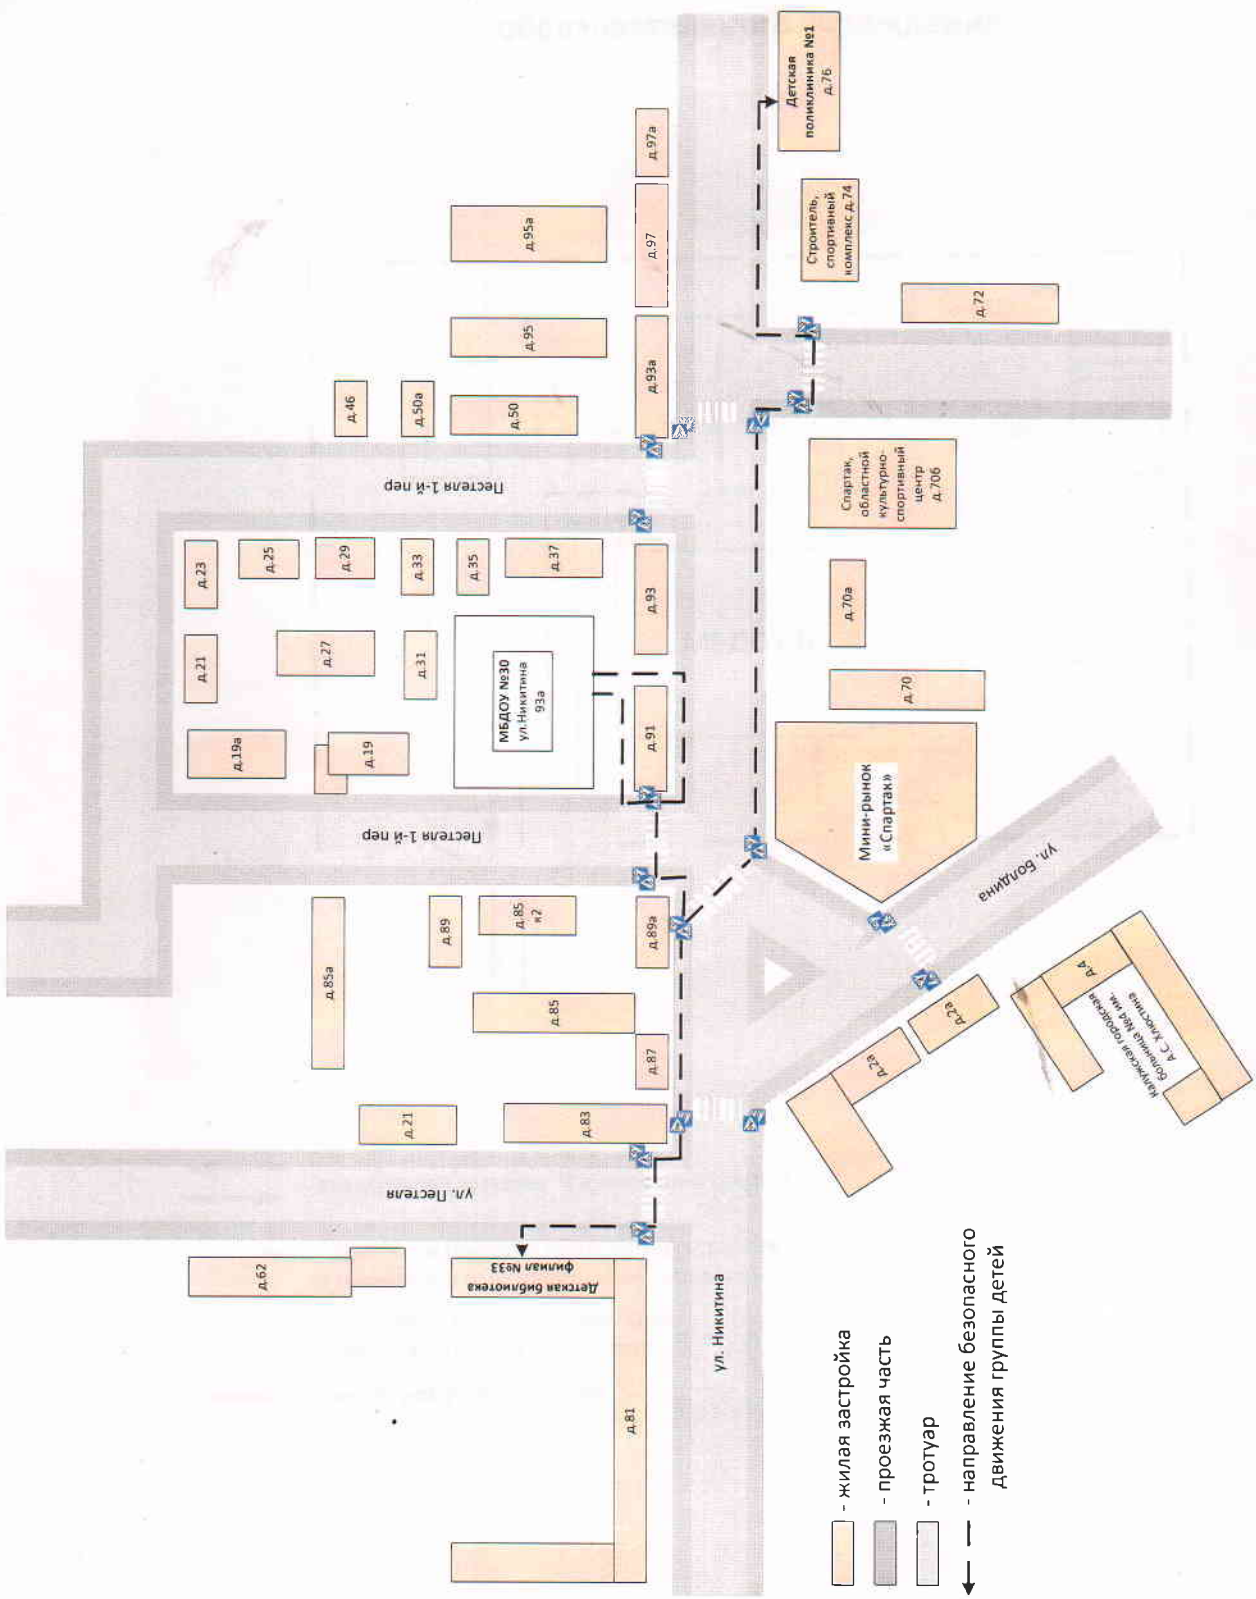 д.62
д.81
Детская библиотека
филиал №33
ул. Пестеля
д.21
д.83
д.87
д.85
д.85а
д.89
д.85
к2
д.89а
Пестеля 1-й пер
д.19а
д.19
д.21
д.23
д.25
д.27
д.29
д.31
д.33
д.35
д.37
МБДОУ №30
ул.Никитина
93а
д.91
д.93
Пестеля 1-й пер
д.46
д.50а
д.50
д.95
д.95а
д.93а
д.97
д.97а
ул. Никитина
д.2а
д.2а
д.4
Калужская городская
больница №4 им.
А.С. Хлюстина
ул. Болдина
Мини-рынок
«Спартак»
д.70
д.70а
Спартак,
областной
культурно-
спортивный
центр
д.70б
д.72
Строитель,
спортивный
комплекс д.74
Детская
поликлиника №1
д.76
- жилая застройка
- проезжая часть
- тротуар
- направление безопасного
движения группы детей